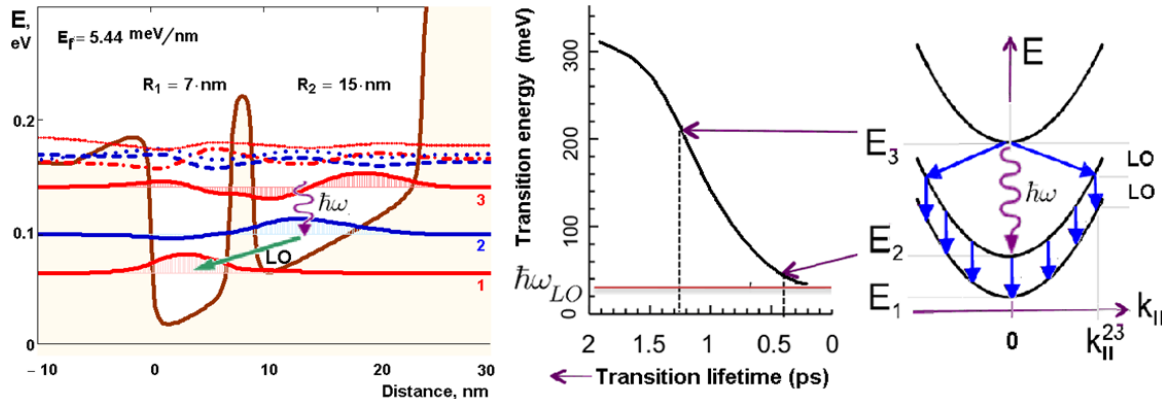 E,
eV
E_f = 5.44 meV/nm
R_1 = 7·nm
R_2 = 15·nm
0.2
0.1
0
3
2
1
ħω
LO
– 10
0
10
20
30
Distance, nm
Transition energy (meV)
300
200
100
0
ħω_LO
2
1.5
1
0.5
0
Transition lifetime (ps)
E
E_3
E_2
E_1
ħω
LO
LO
k_II
0
k_II^23